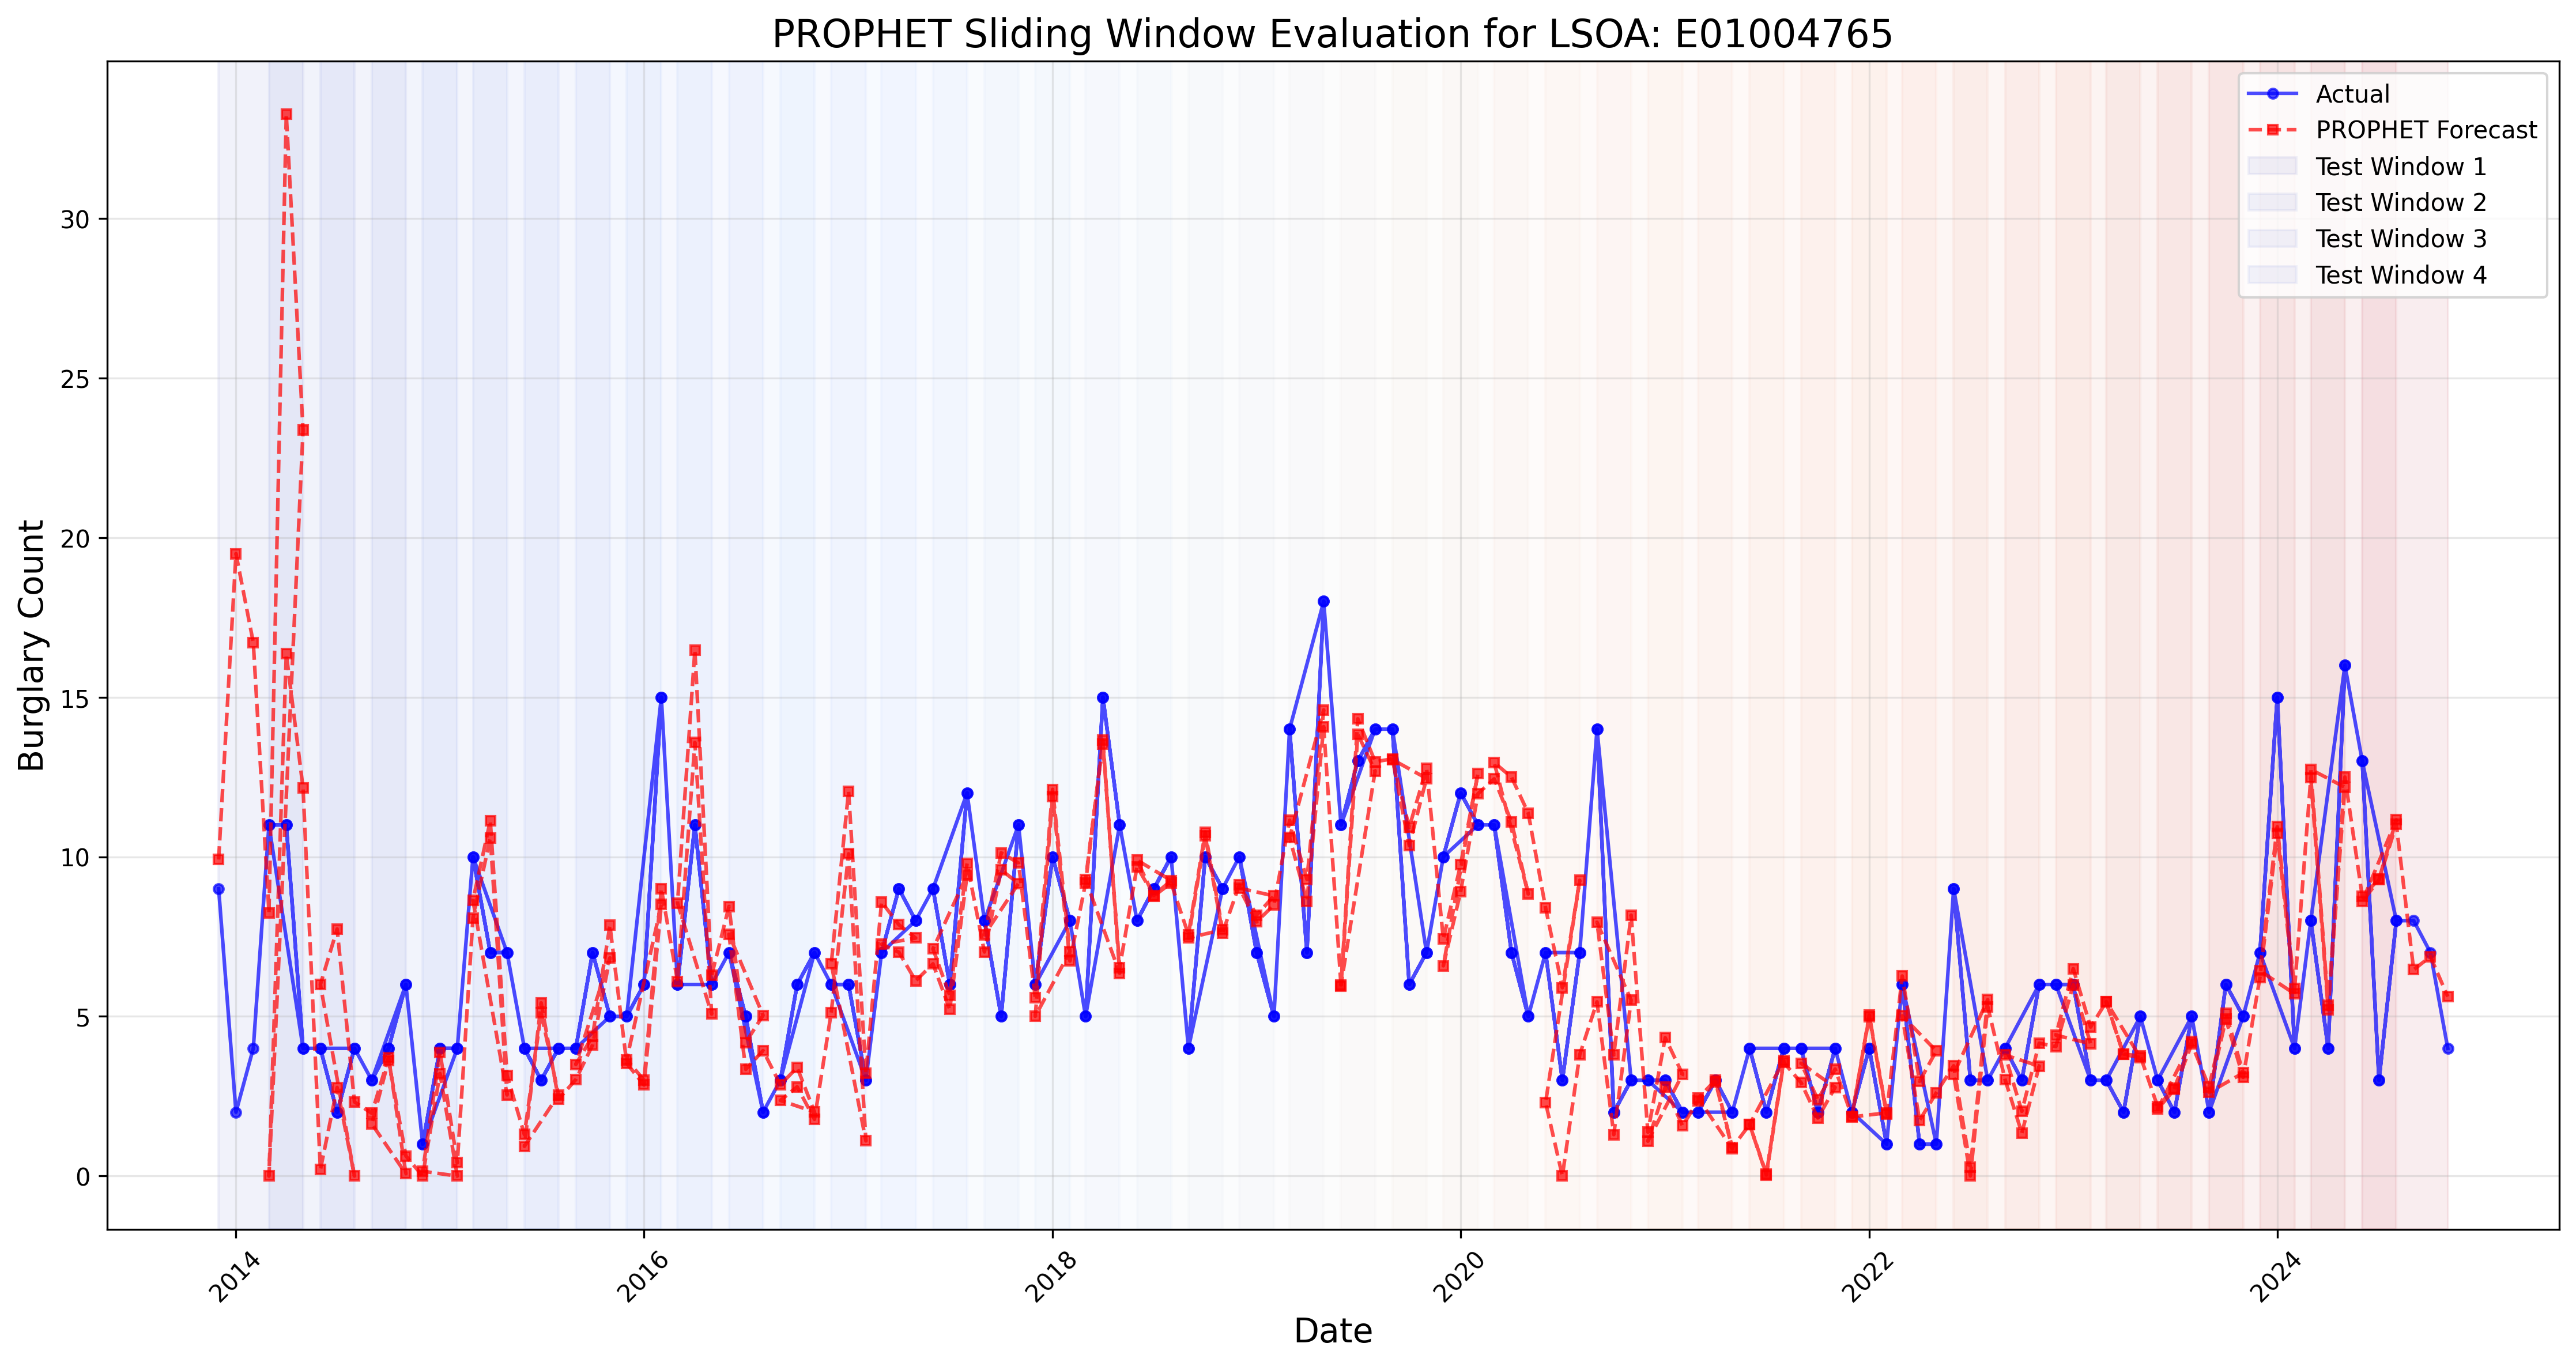 PROPHET Sliding Window Evaluation for LSOA: E01004765
Actual
PROPHET Forecast
Test Window 1
Test Window 2
Test Window 3
Test Window 4
Burglary Count
30
25
20
15
10
5
0
2014
2016
2018
2020
2022
2024
Date